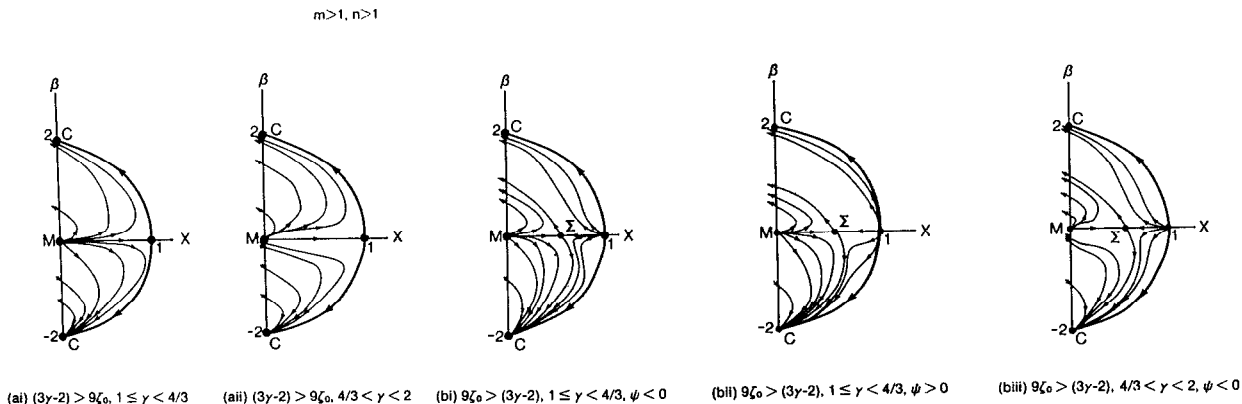 m>1, n>1
β
2 C
M
1 X
-2 C
(ai) (3γ-2) > 9ζ₀, 1 ≤ γ < 4/3
β
2 C
M
1 X
-2 C
(aii) (3γ-2) > 9ζ₀, 4/3 < γ < 2
β
2 C
M Σ
1 X
-2 C
(bi) 9ζ₀ > (3γ-2), 1 ≤ γ < 4/3, ψ < 0
β
2 C
M Σ
1 X
-2 C
(bii) 9ζ₀ > (3γ-2), 1 ≤ γ < 4/3, ψ > 0
β
2 C
M Σ
1 X
-2 C
(biii) 9ζ₀ > (3γ-2), 4/3 < γ < 2, ψ < 0